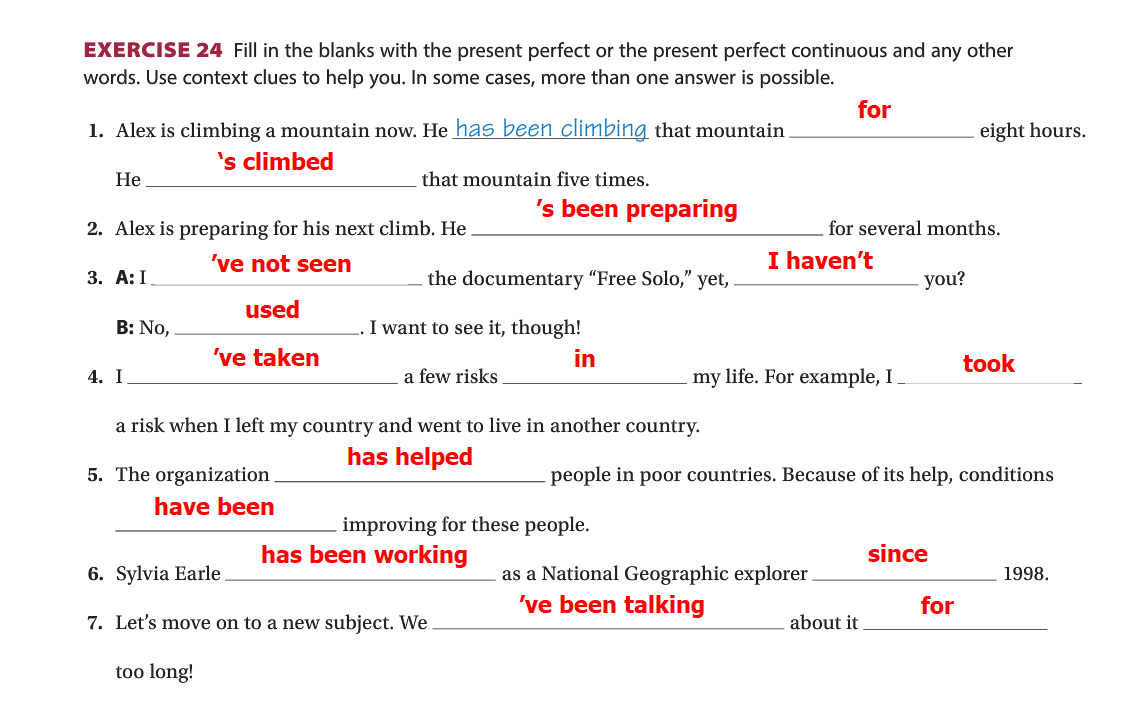 EXERCISE 24 Fill in the blanks with the present perfect or the present perfect continuous and any other
words. Use context clues to help you. In some cases, more than one answer is possible.
1. Alex is climbing a mountain now. He has been climbing that mountain for eight hours.
He ‘s climbed that mountain five times.
2. Alex is preparing for his next climb. He ’s been preparing for several months.
3. A: I ’ve not seen the documentary “Free Solo,” yet, I haven’t you?
B: No, used. I want to see it, though!
4. I ’ve taken a few risks in my life. For example, I took
a risk when I left my country and went to live in another country.
5. The organization has helped people in poor countries. Because of its help, conditions
have been improving for these people.
6. Sylvia Earle has been working as a National Geographic explorer since 1998.
7. Let’s move on to a new subject. We ’ve been talking about it for
too long!